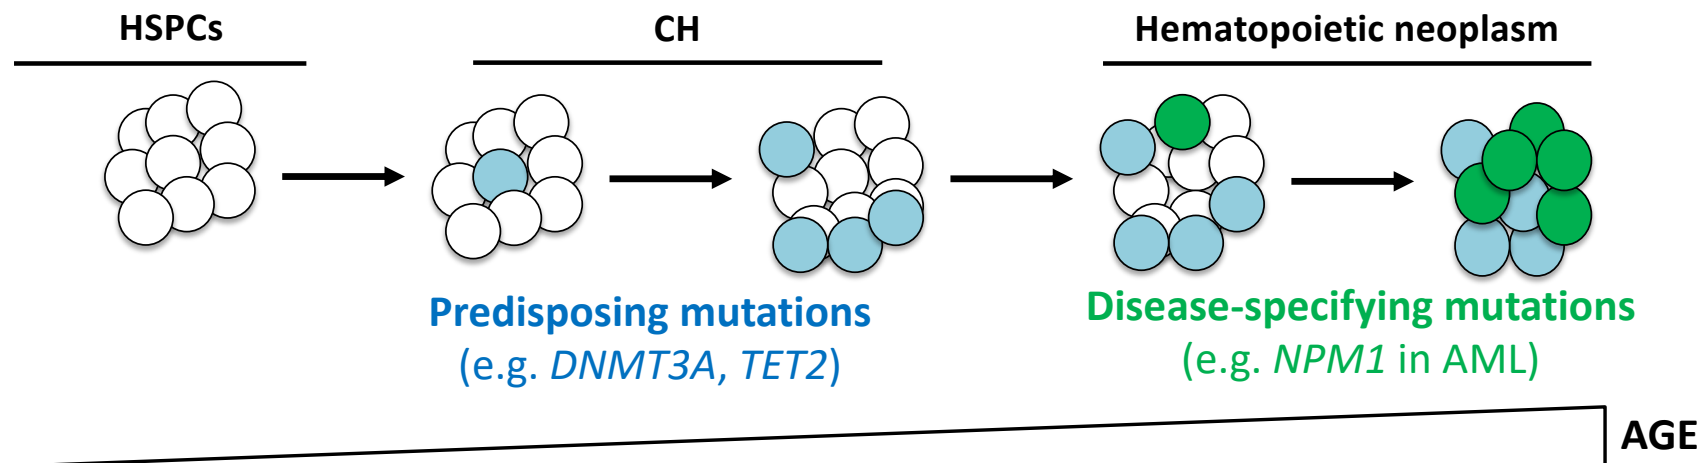 HSPCs
CH
Hematopoietic neoplasm
Predisposing mutations
(e.g. DNMT3A, TET2)
Disease-specifying mutations
(e.g. NPM1 in AML)
AGE